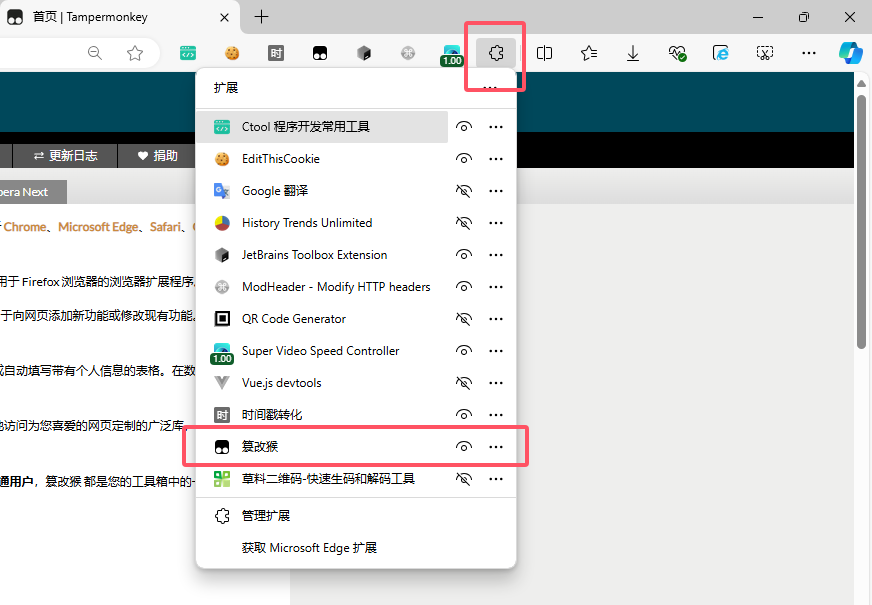 首页 | Tampermonkey
时
1.00
扩展
Ctool 程序开发常用工具
更新日志
捐助
EditThisCookie
Google 翻译
pera Next
History Trends Unlimited
Chrome、Microsoft Edge、Safari、
JetBrains Toolbox Extension
用于 Firefox 浏览器的浏览器扩展程序
ModHeader - Modify HTTP headers
于向网页添加新功能或修改现有功能。
QR Code Generator
Super Video Speed Controller
1.00
或自动填写带有个人信息的表格。在数
Vue.js devtools
时 时间戳转化
访问为您喜爱的网页定制的广泛库。
篡改猴
草料二维码-快速生码和解码工具
通用户，篡改猴 都是您的工具箱中的
管理扩展
获取 Microsoft Edge 扩展